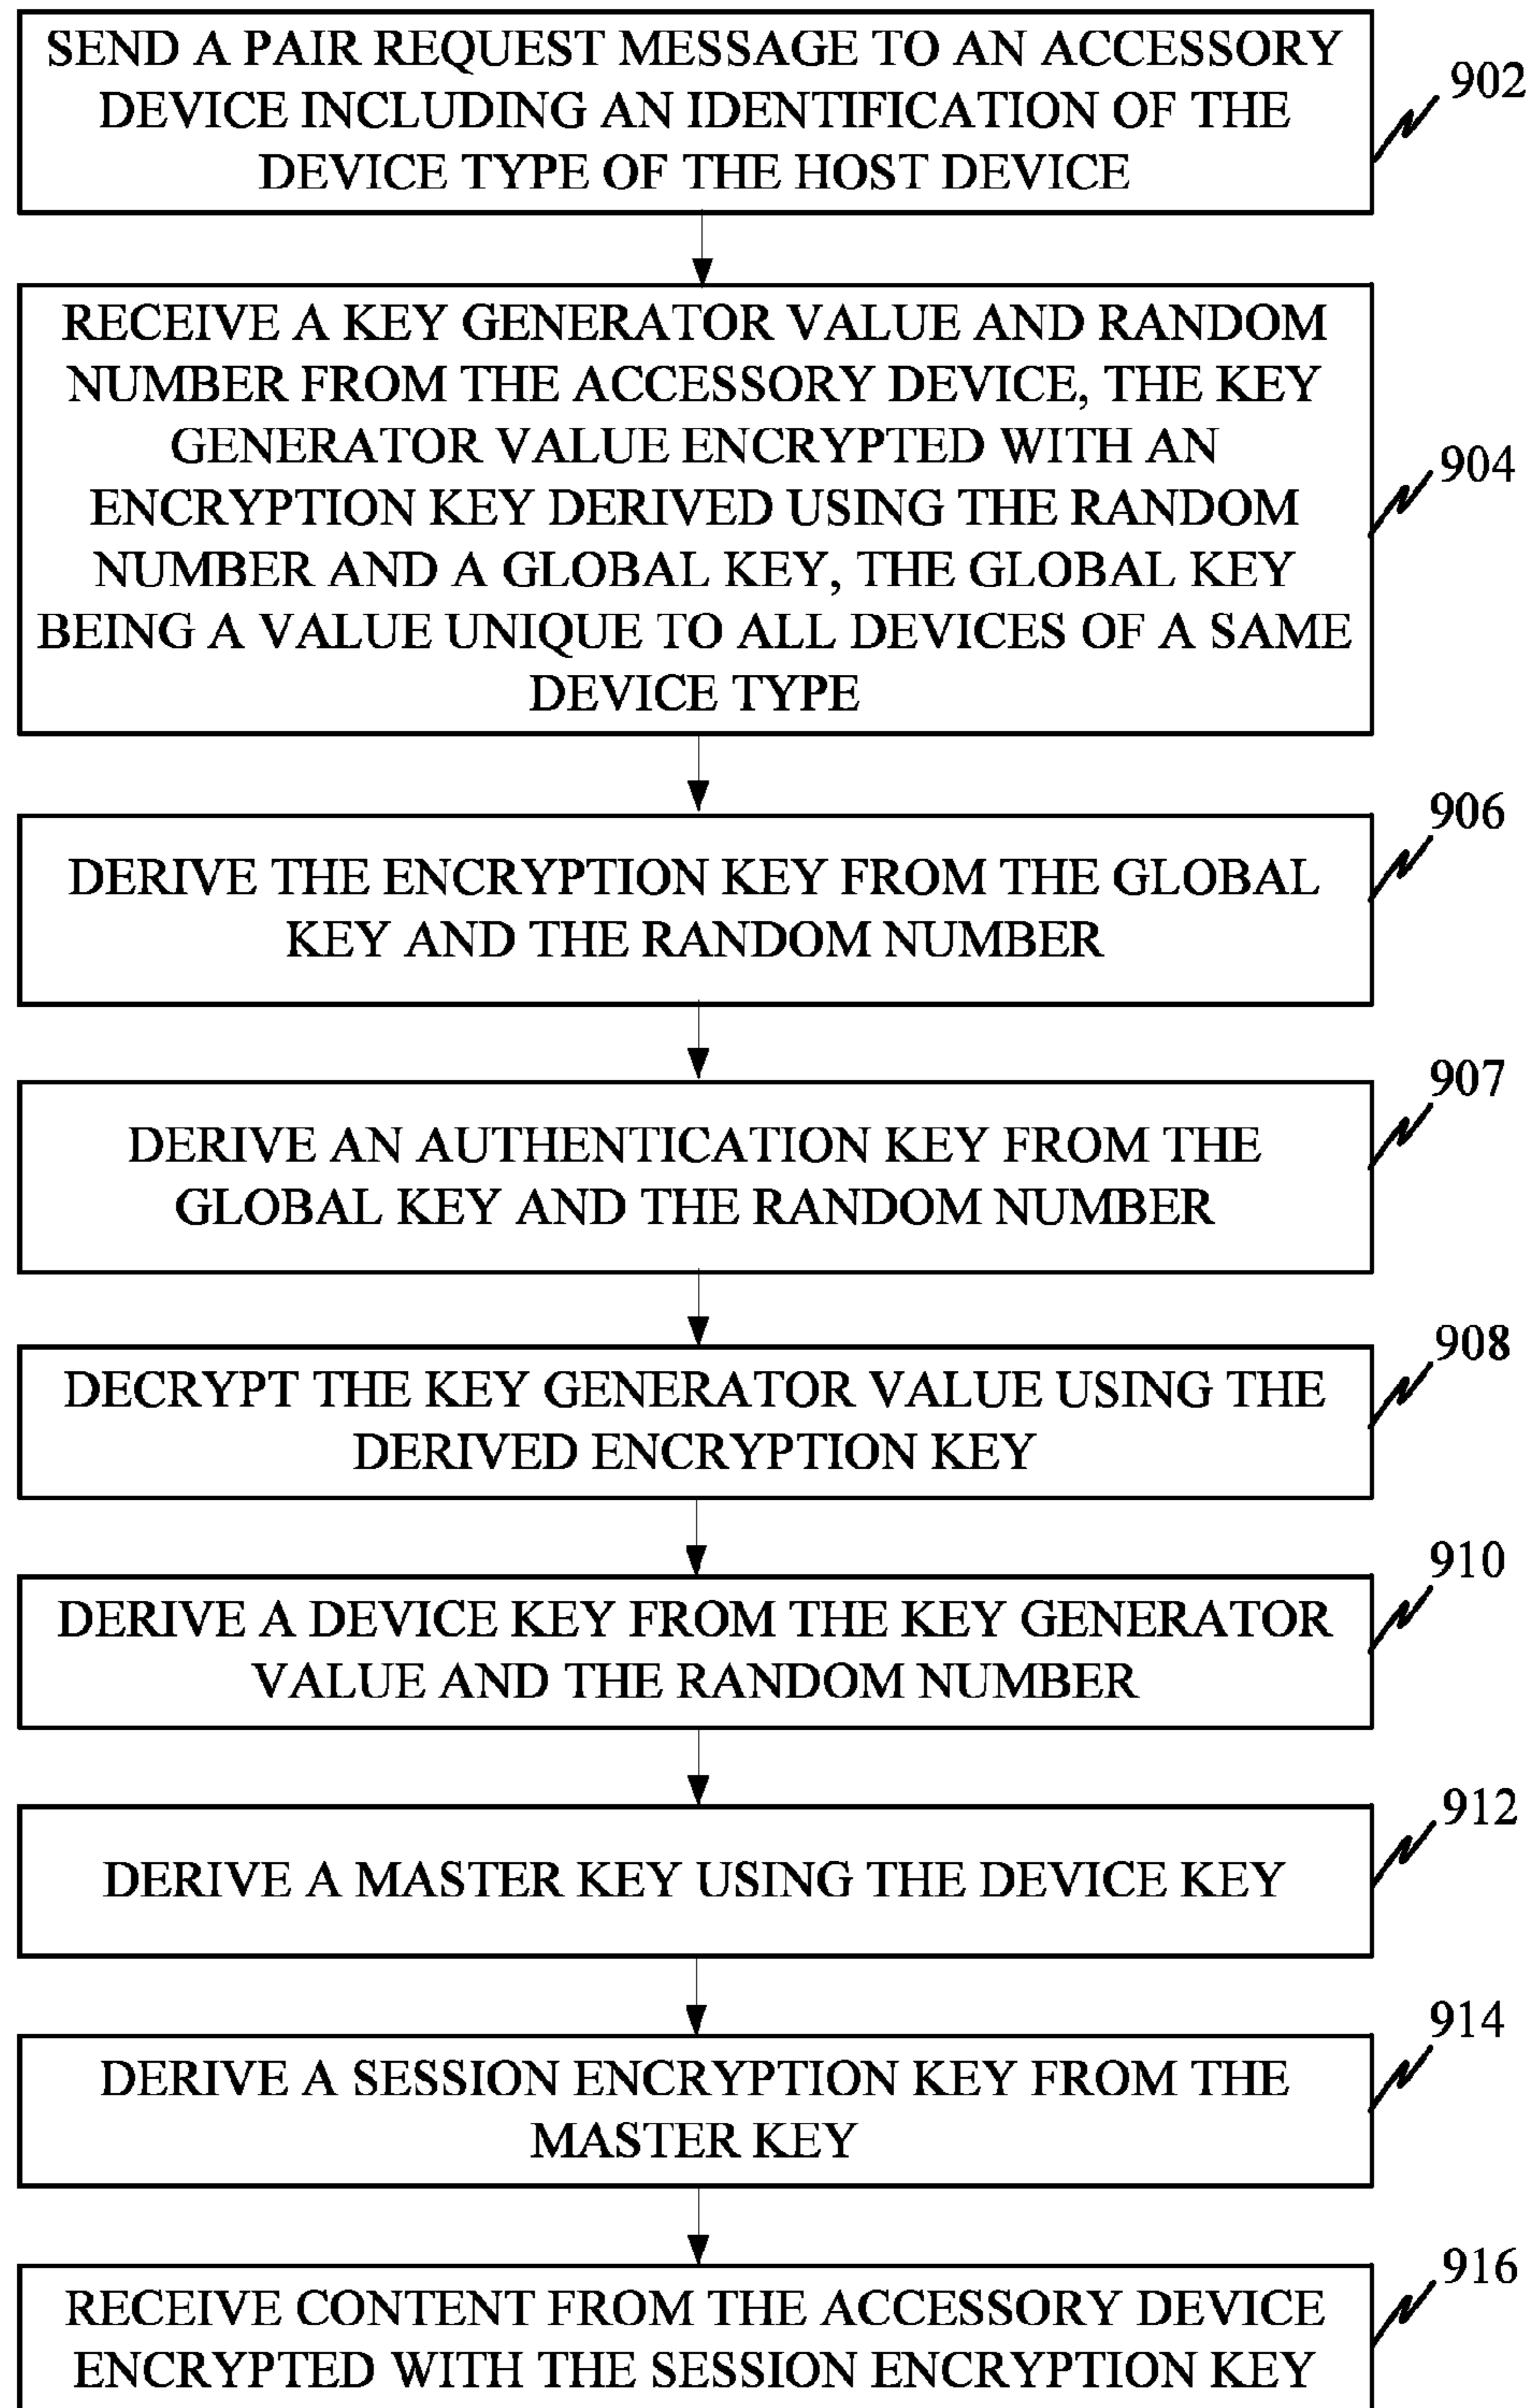 SEND A PAIR REQUEST MESSAGE TO AN ACCESSORY
DEVICE INCLUDING AN IDENTIFICATION OF THE
DEVICE TYPE OF THE HOST DEVICE
902
RECEIVE A KEY GENERATOR VALUE AND RANDOM
NUMBER FROM THE ACCESSORY DEVICE, THE KEY
GENERATOR VALUE ENCRYPTED WITH AN
ENCRYPTION KEY DERIVED USING THE RANDOM
NUMBER AND A GLOBAL KEY, THE GLOBAL KEY
BEING A VALUE UNIQUE TO ALL DEVICES OF A SAME
DEVICE TYPE
904
DERIVE THE ENCRYPTION KEY FROM THE GLOBAL
KEY AND THE RANDOM NUMBER
906
DERIVE AN AUTHENTICATION KEY FROM THE
GLOBAL KEY AND THE RANDOM NUMBER
907
DECRYPT THE KEY GENERATOR VALUE USING THE
DERIVED ENCRYPTION KEY
908
DERIVE A DEVICE KEY FROM THE KEY GENERATOR
VALUE AND THE RANDOM NUMBER
910
DERIVE A MASTER KEY USING THE DEVICE KEY
912
DERIVE A SESSION ENCRYPTION KEY FROM THE
MASTER KEY
914
RECEIVE CONTENT FROM THE ACCESSORY DEVICE
ENCRYPTED WITH THE SESSION ENCRYPTION KEY
916